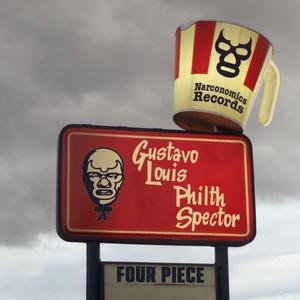 Narconomics
Records
Gustavo
Louis
Philth
Spector
FOUR PIECE